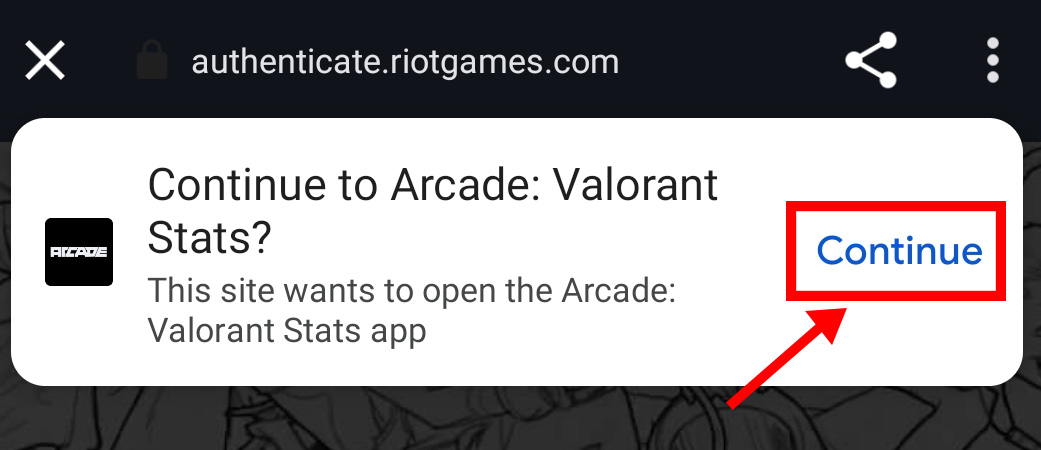 authenticate.riotgames.com
Continue to Arcade: Valorant
Stats?
ARCADE
Continue
This site wants to open the Arcade:
Valorant Stats app